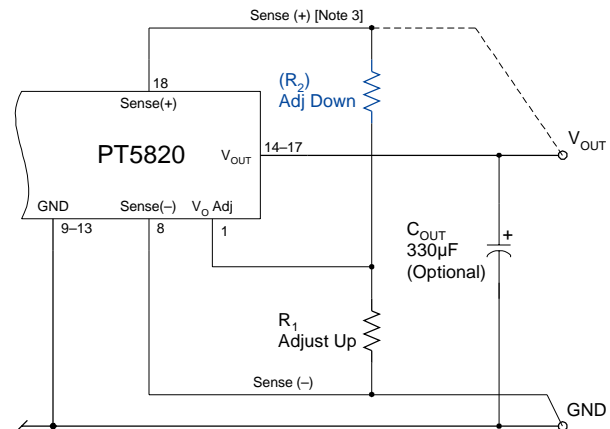 Sense (+) [Note 3]
18
(R2)
Adj Down
Sense(+)
VOUT
PT5820
VOUT
14–17
GND
Sense(–)
VO Adj
9–13
8
1
COUT
330µF
(Optional)
+
R1
Adjust Up
Sense (–)
GND